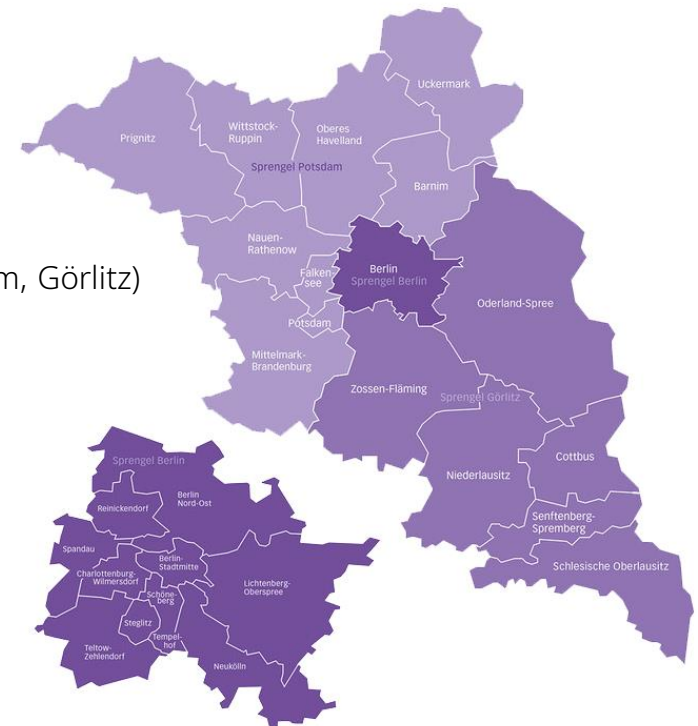 Uckermark
Wittstock-
Ruppin
Oberes
Havelland
Prignitz
Sprengel Potsdam
Barnim
Nauen-
Rathenow
m, Görlitz)
Falken-
see
Berlin
Sprengel Berlin
Oderland-Spree
Potsdam
Mittelmark-
Brandenburg
Zossen-Fläming
Sprengel Görlitz
Cottbus
Niederlausitz
Senftenberg-
Spremberg
Schlesische Oberlausitz
Sprengel Berlin
Berlin
Nord-Ost
Reinickendorf
Spandau
Berlin-
Stadtmitte
Charlottenburg-
Wilmersdorf
Lichtenberg-
Oberspree
Schöne-
berg
Steglitz
Tempel-
hof
Teltow-
Zehlendorf
Neukölln